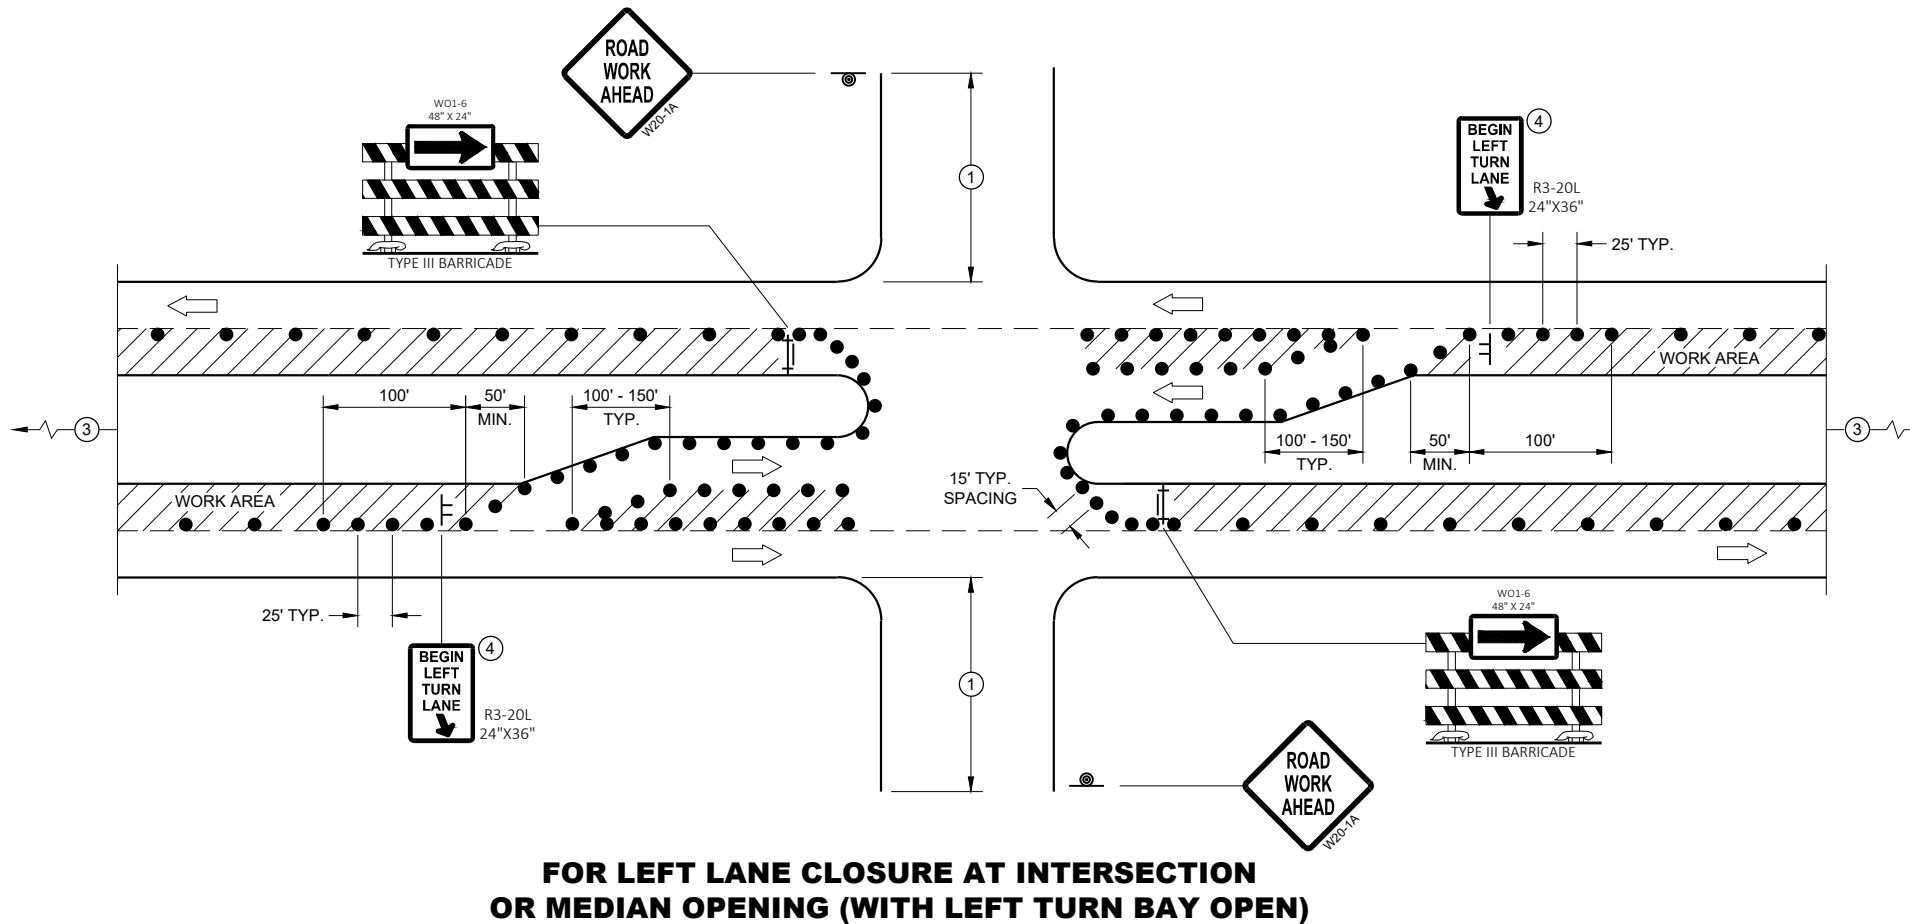 ROAD
WORK
AHEAD
W20-1A
WO1-6
48" X 24"
TYPE III BARRICADE
1
BEGIN
LEFT
TURN
LANE
4
R3-20L
24"X36"
25' TYP.
WORK AREA
3
100'
50'
MIN.
100' - 150'
TYP.
100' - 150'
TYP.
50'
MIN.
100'
3
WORK AREA
15' TYP.
SPACING
25' TYP.
BEGIN
LEFT
TURN
LANE
4
R3-20L
24"X36"
1
WO1-6
48" X 24"
TYPE III BARRICADE
ROAD
WORK
AHEAD
W20-1A
FOR LEFT LANE CLOSURE AT INTERSECTION
OR MEDIAN OPENING (WITH LEFT TURN BAY OPEN)